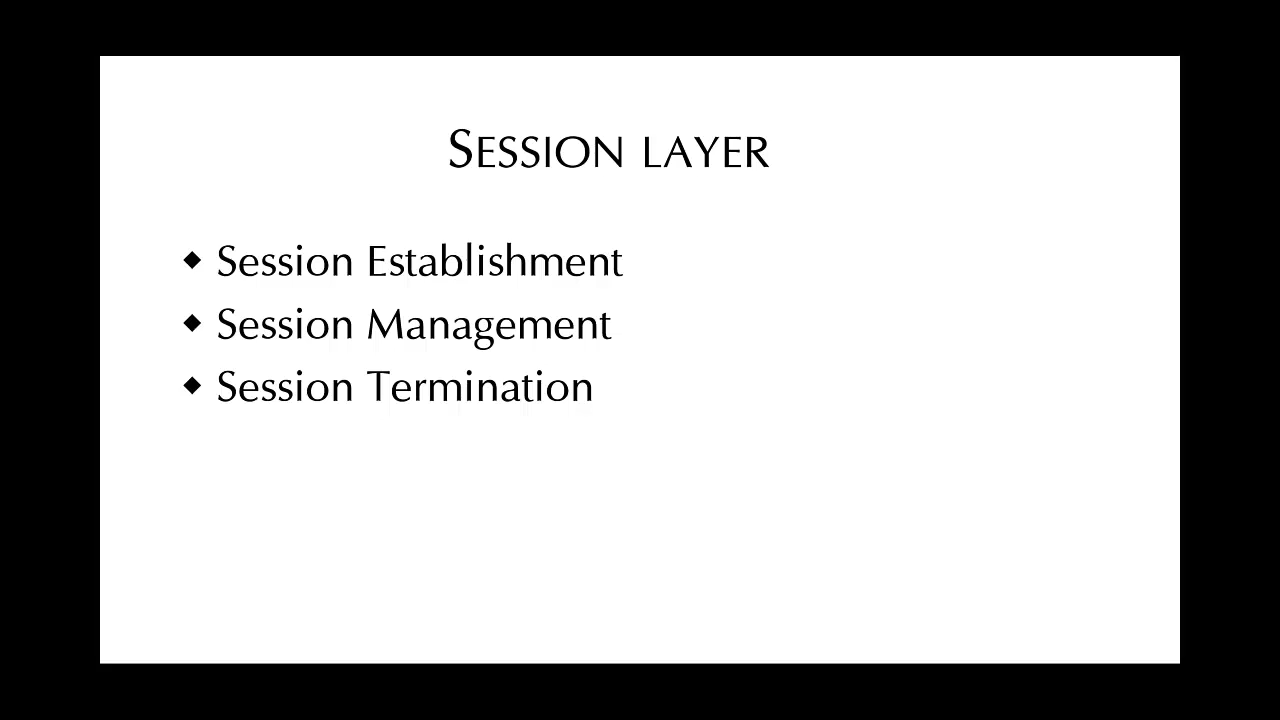 SESSION LAYER
◆ Session Establishment
◆ Session Management
◆ Session Termination